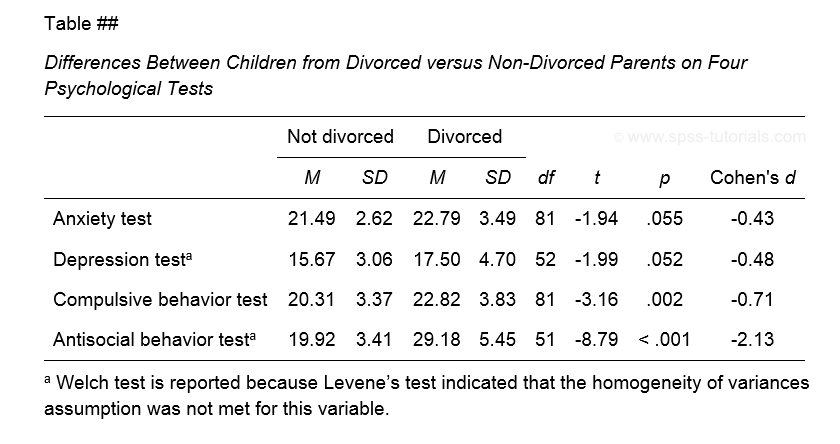 Table ##
Differences Between Children from Divorced versus Non-Divorced Parents on Four
Psychological Tests
© www.spss-tutorials.com
Not divorced Divorced
M SD M SD df t p Cohen's d
Anxiety test 21.49 2.62 22.79 3.49 81 -1.94 .055 -0.43
Depression testᵃ 15.67 3.06 17.50 4.70 52 -1.99 .052 -0.48
Compulsive behavior test 20.31 3.37 22.82 3.83 81 -3.16 .002 -0.71
Antisocial behavior testᵃ 19.92 3.41 29.18 5.45 51 -8.79 < .001 -2.13
ᵃ Welch test is reported because Levene’s test indicated that the homogeneity of variances
assumption was not met for this variable.